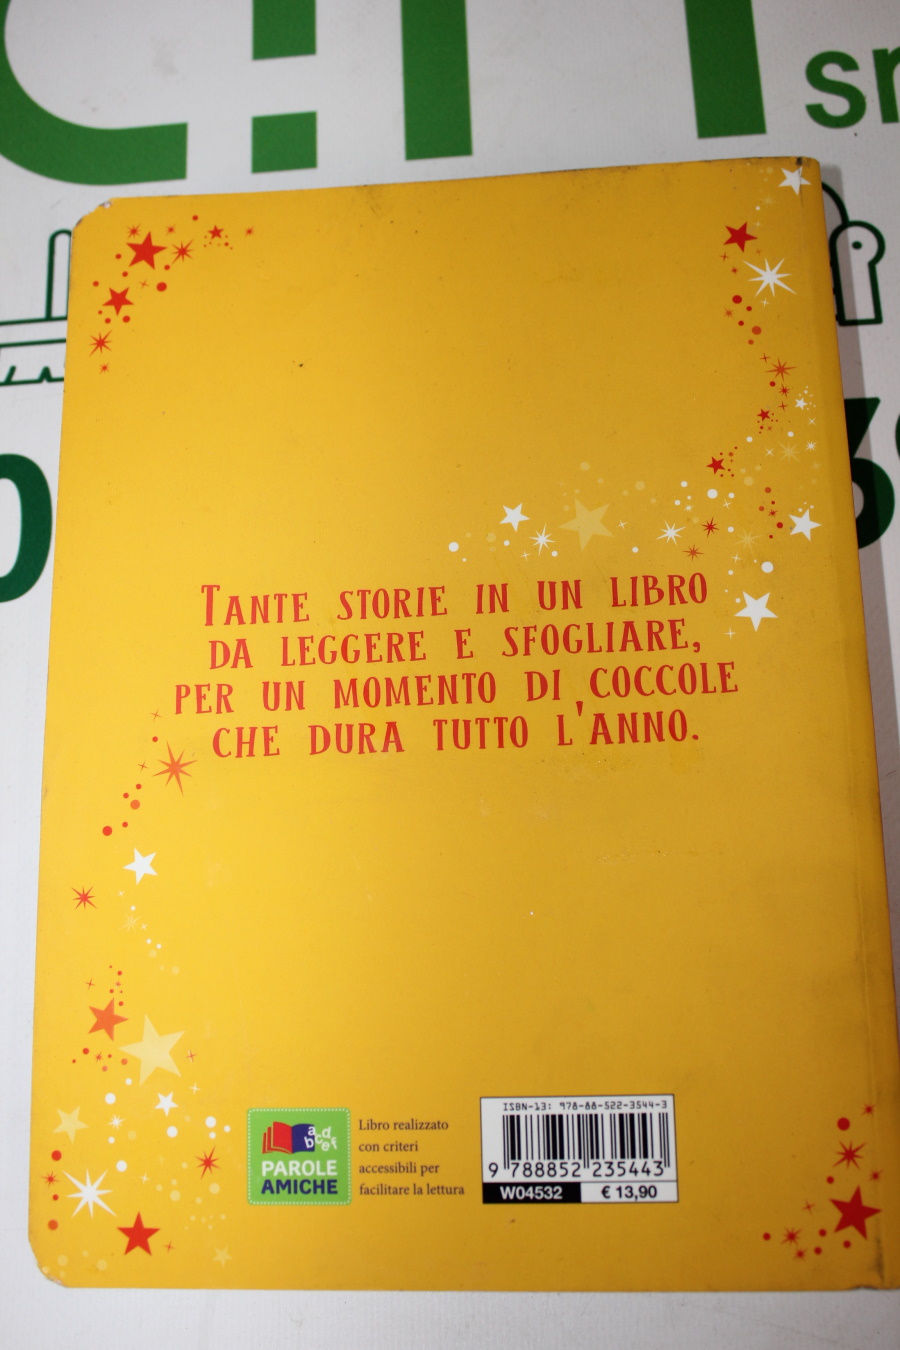 TANTE STORIE IN UN LIBRO
DA LEGGERE E SFOGLIARE,
PER UN MOMENTO DI COCCOLE
CHE DURA TUTTO L'ANNO.
abcdef
PAROLE
AMICHE
Libro realizzato
con criteri
accessibili per
facilitare la lettura
ISBN-13: 978-88-522-3544-3
9 788852 235443
W04532 € 13,90